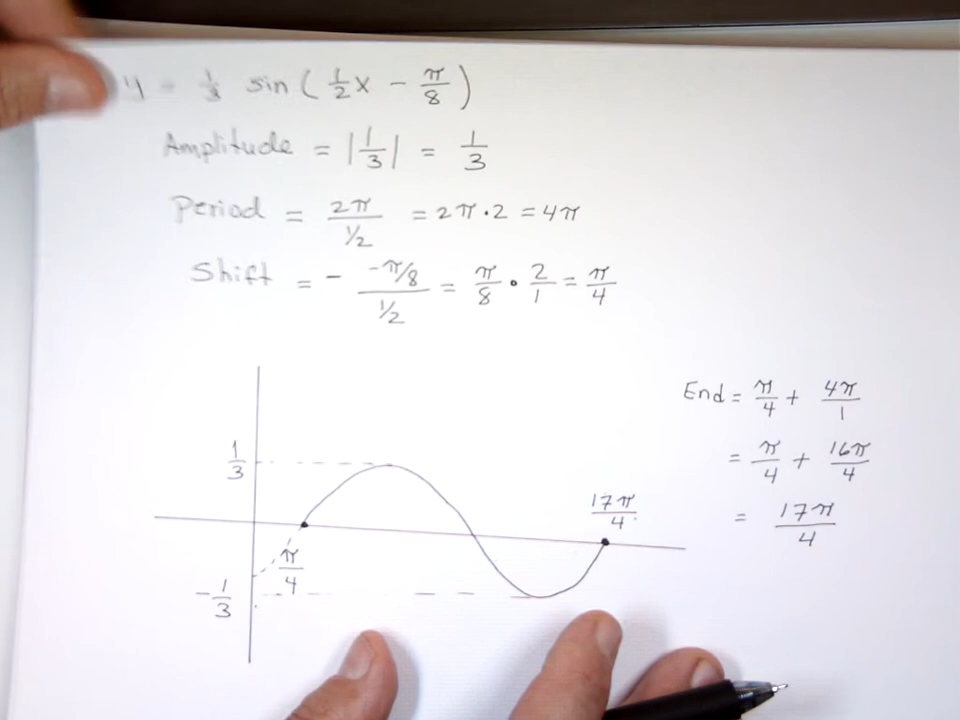 y = 1/3 sin ( 1/2 x - π/8 )
Amplitude = |1/3| = 1/3
Period = 2π / 1/2 = 2π · 2 = 4π
Shift = - -π/8 / 1/2 = π/8 · 2/1 = π/4
End = π/4 + 4π/1
= π/4 + 16π/4
= 17π/4
1/3
17π/4
π/4
-1/3